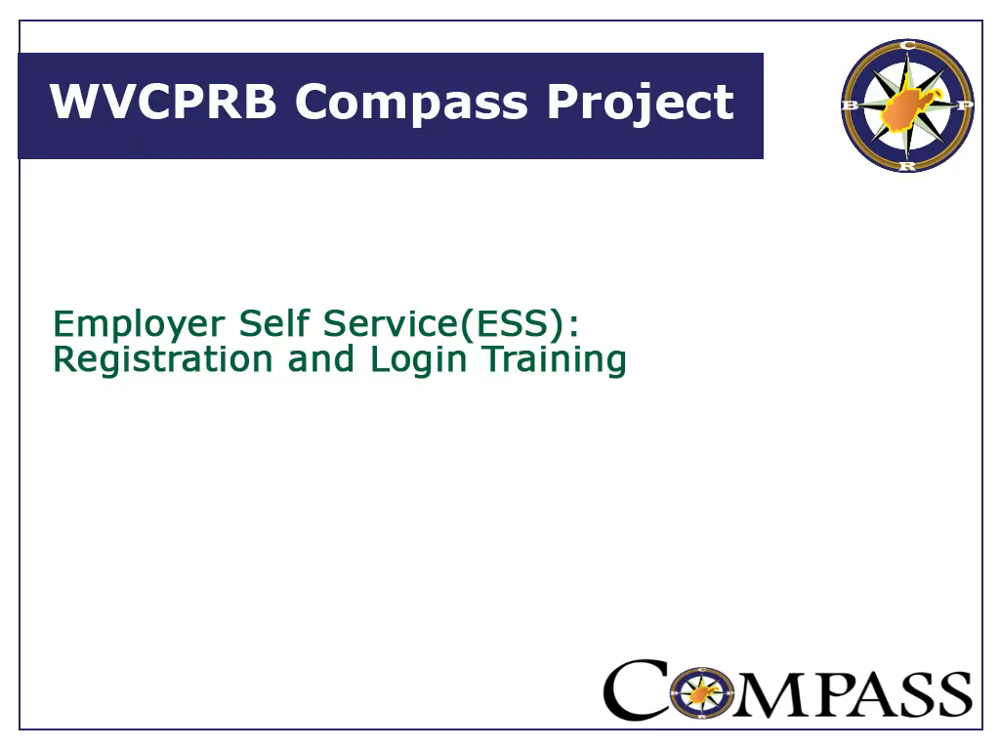 WVCPRB Compass Project
C
B P
R
Employer Self Service(ESS):
Registration and Login Training
COMPASS